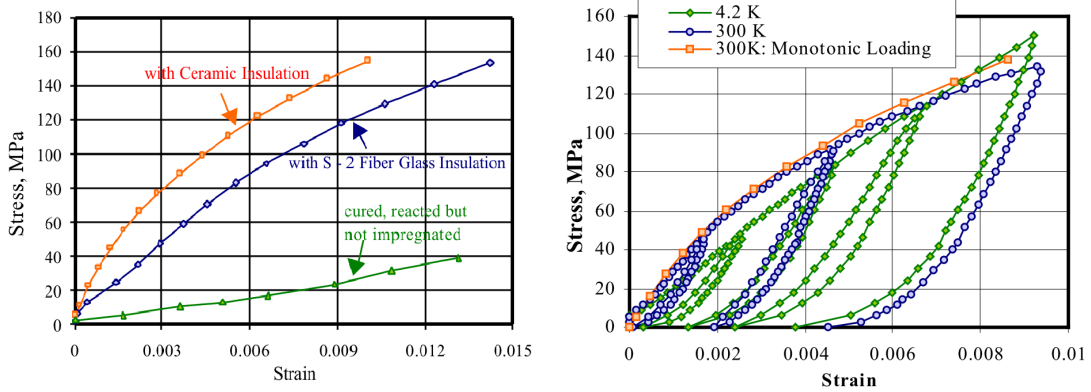 180
160
140
120
100
80
60
40
20
0
Stress, MPa
with Ceramic Insulation
with S - 2 Fiber Glass Insulation
cured, reacted but
not impregnated
0
0.003
0.006
0.009
0.012
0.015
Strain
160
140
120
100
80
60
40
20
0
Stress, MPa
4.2 K
300 K
300K: Monotonic Loading
0
0.002
0.004
0.006
0.008
0.01
Strain